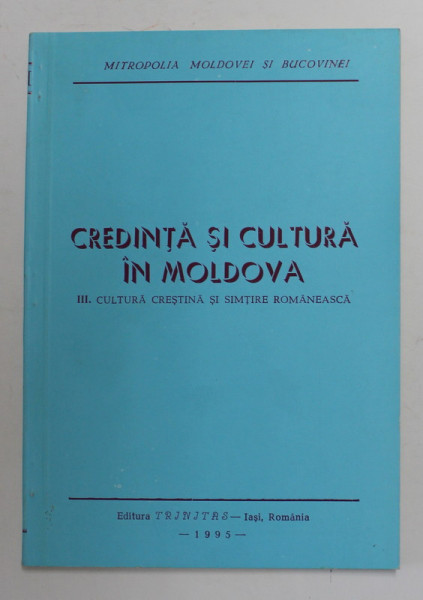 MITROPOLIA MOLDOVEI ȘI BUCOVINEI
CREDINȚĂ ȘI CULTURĂ
ÎN MOLDOVA
III. CULTURĂ CREȘTINĂ ȘI SIMȚIRE ROMÂNEASCĂ
Editura TRINITAS — Iași, România
— 1995 —